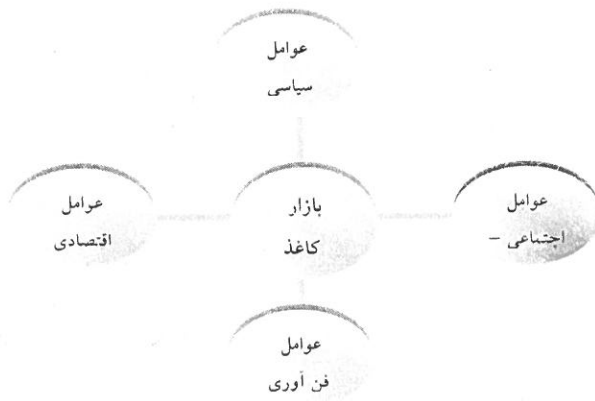 عوامل
سیاسی
عوامل
اجتماعی –
بازار
کاغذ
عوامل
اقتصادی
عوامل
فن آوری